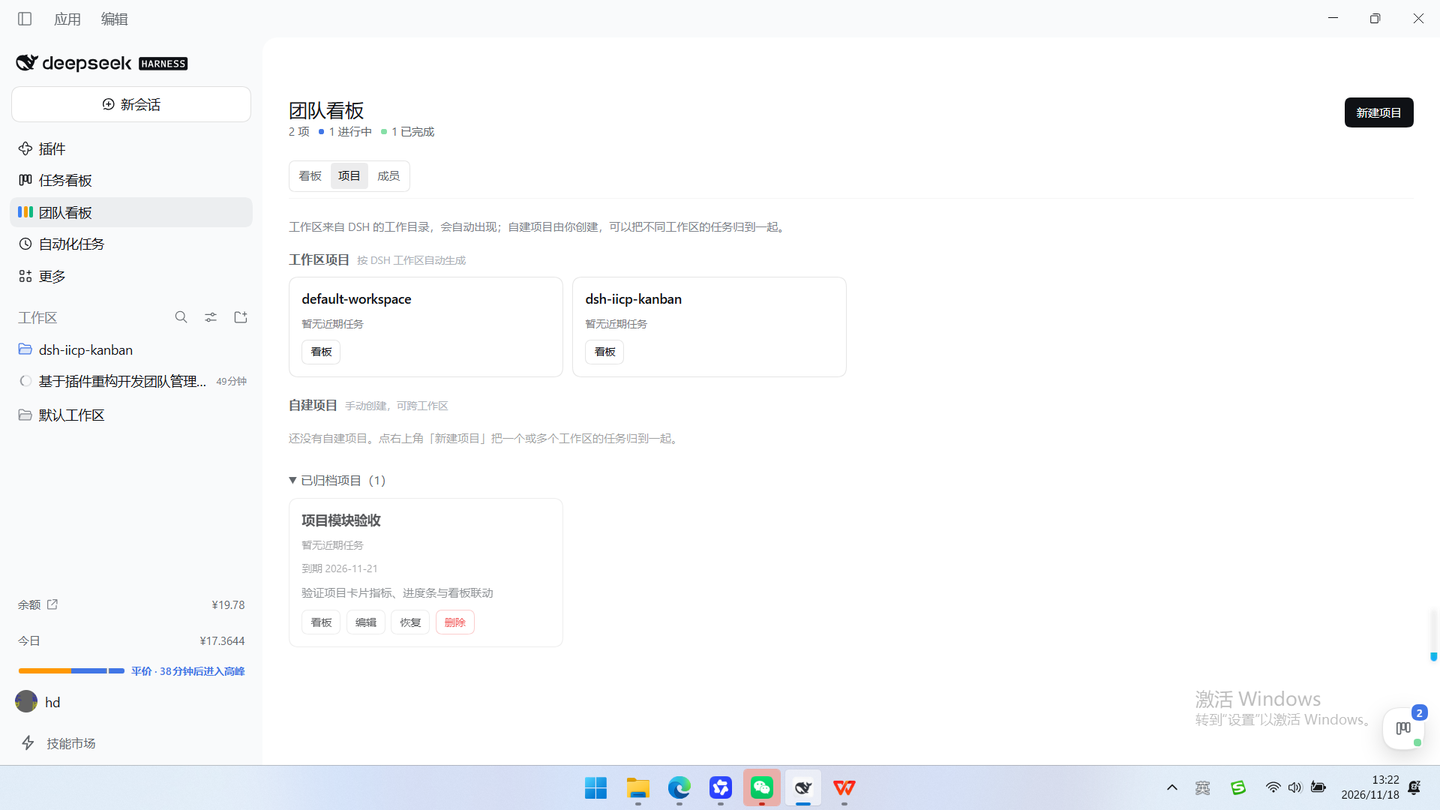 应用 编辑
deepseek HARNESS
新会话
插件
任务看板
团队看板
自动化任务
更多
工作区
dsh-iicp-kanban
基于插件重构开发团队管理... 49分钟
默认工作区
余额 ¥19.78
今日 ¥17.3644
平价 · 38分钟后进入高峰
hd
技能市场
团队看板
新建项目
2 项 1 进行中 1 已完成
看板 项目 成员
工作区来自 DSH 的工作目录，会自动出现；自建项目由你创建，可以把不同工作区的任务归到一起。
工作区项目 按 DSH 工作区自动生成
default-workspace
暂无近期任务
看板
dsh-iicp-kanban
暂无近期任务
看板
自建项目 手动创建，可跨工作区
还没有自建项目。点右上角「新建项目」把一个或多个工作区的任务归到一起。
▼ 已归档项目（1）
项目模块验收
暂无近期任务
到期 2026-11-21
验证项目卡片指标、进度条与看板联动
看板 编辑 恢复 删除
激活 Windows
转到"设置"以激活 Windows。
2
英
13:22
2026/11/18